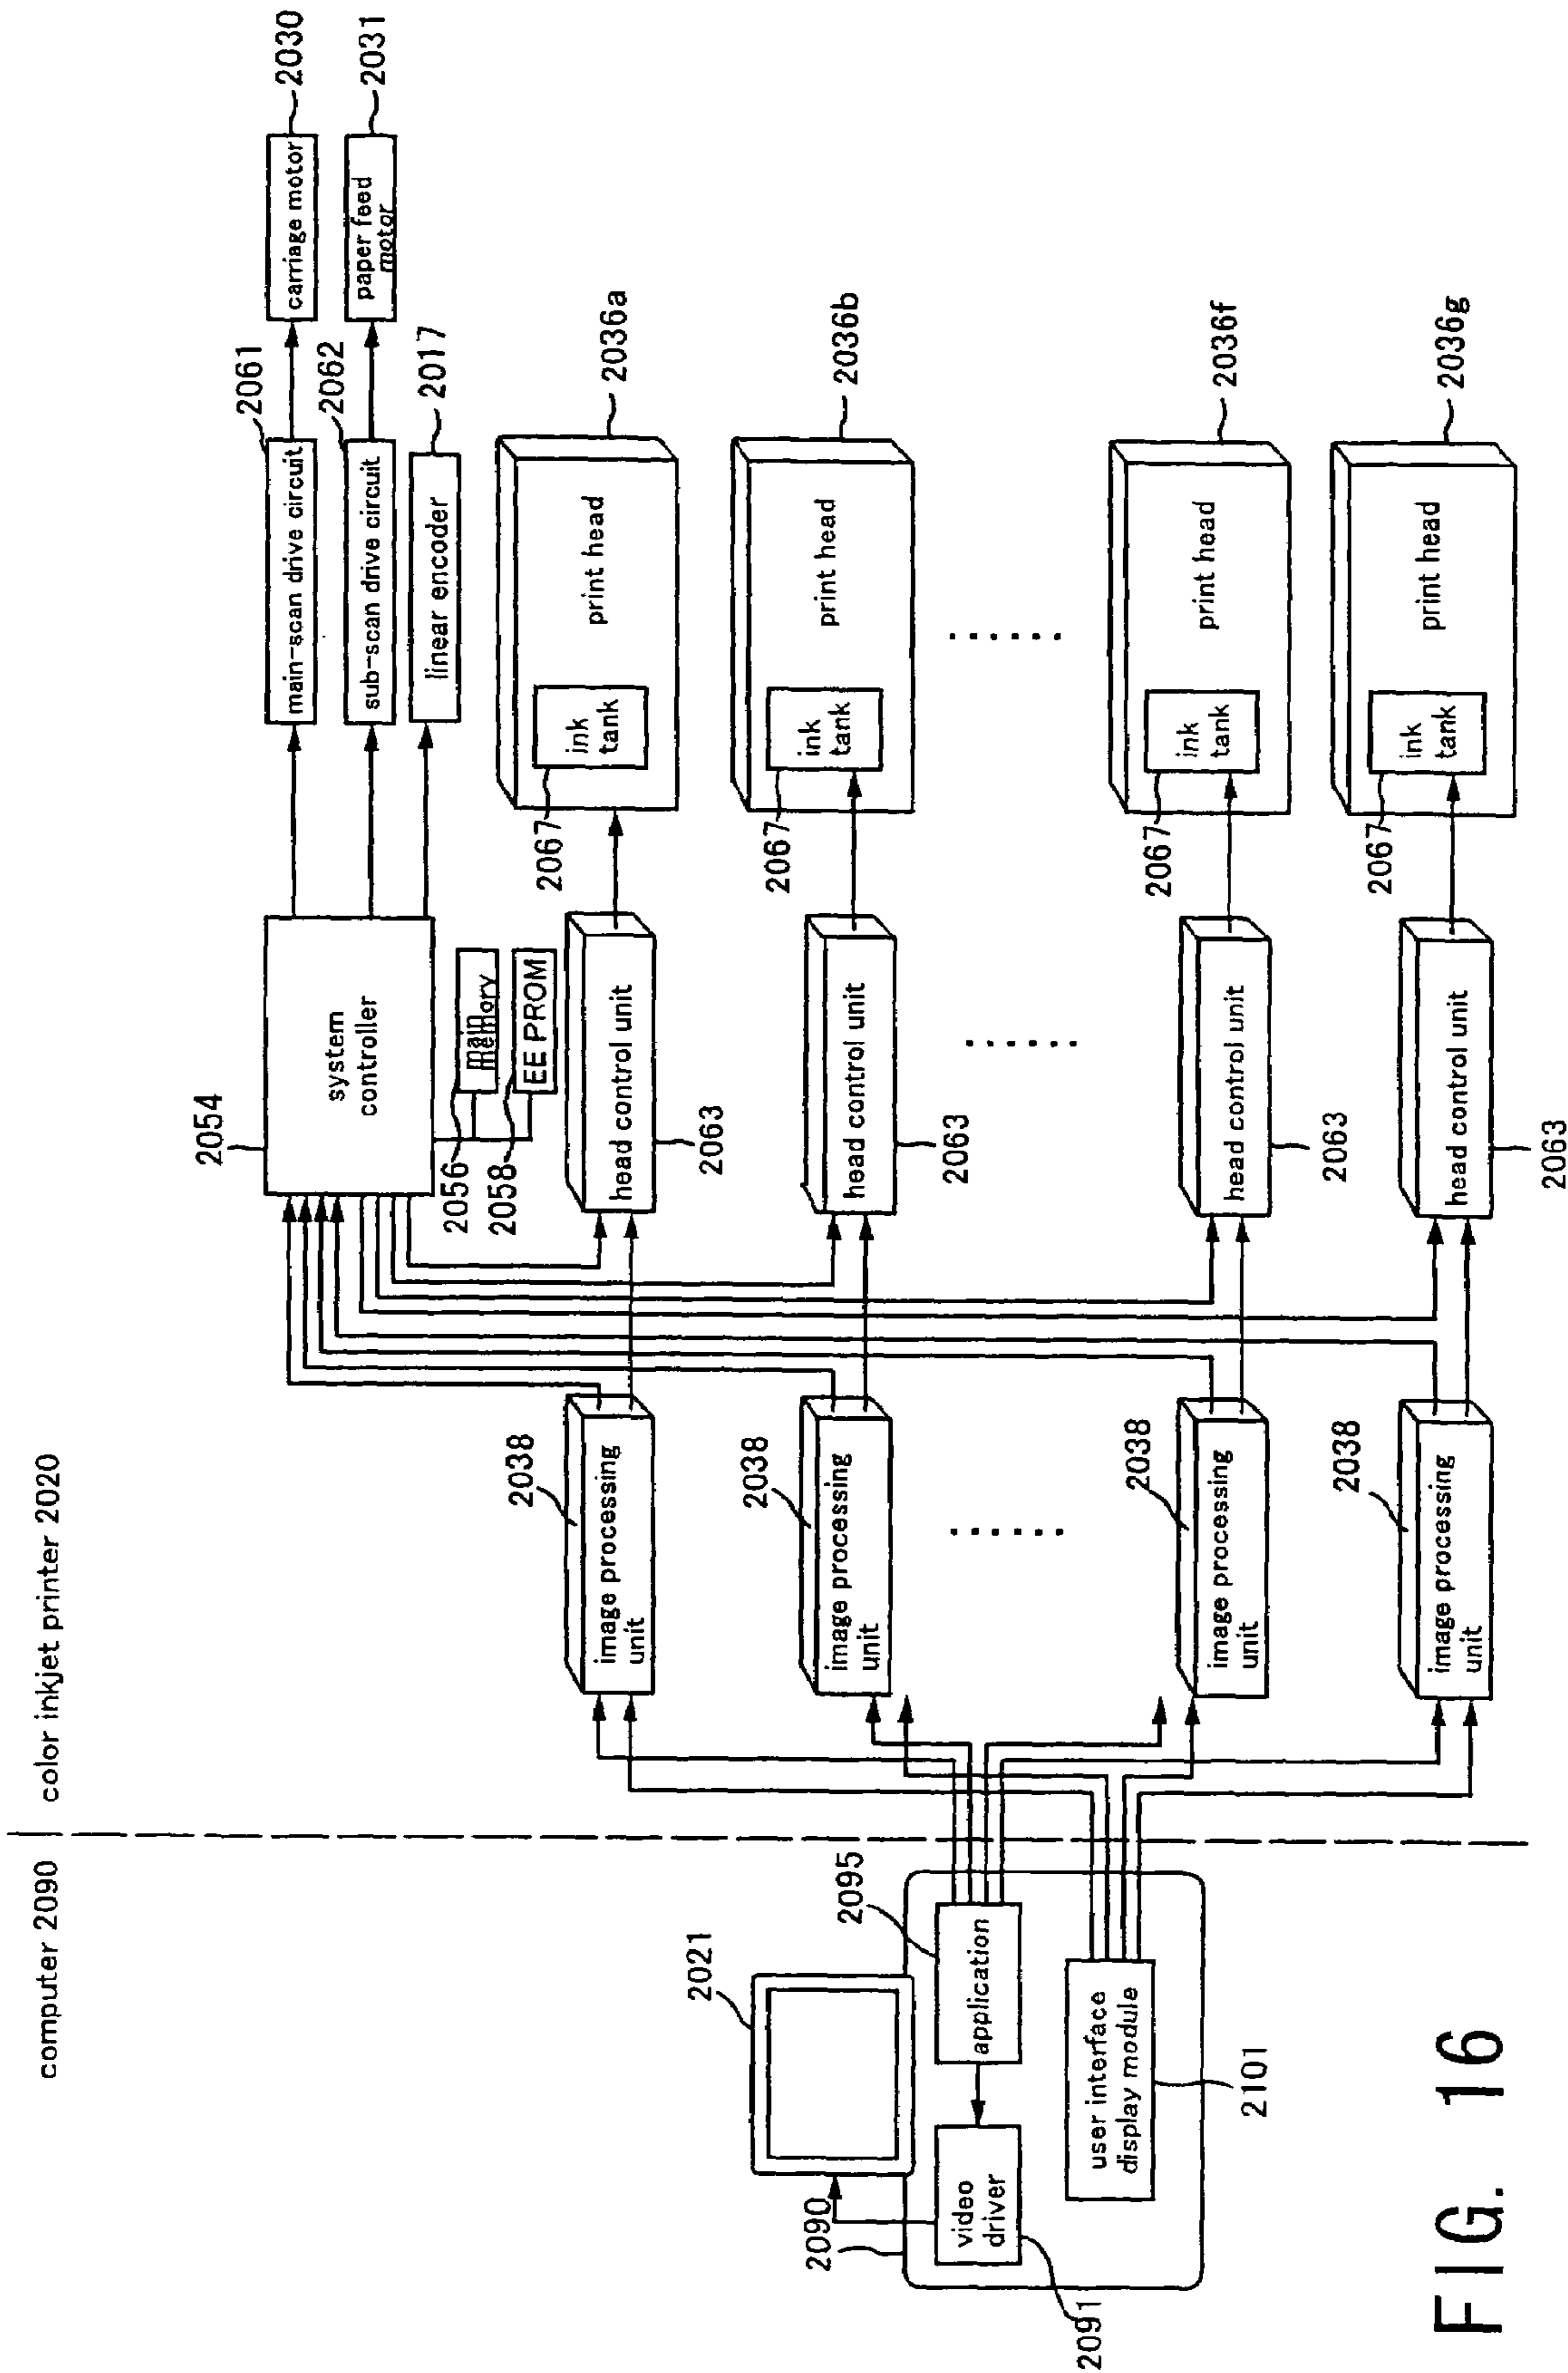 computer 2090
color inkjet printer 2020
2090
2021
2091
video
driver
application
2095
user interface
display module
2101
2038
image processing
unit
2038
image processing
unit
......
2038
image processing
unit
2038
image processing
unit
2054
system
controller
2056
main
memory
2058
EE PROM
head control unit
2063
head control unit
2063
......
head control unit
2063
head control unit
2063
2061
main-scan drive circuit
carriage motor
2030
2062
sub-scan drive circuit
paper feed
motor
2031
linear encoder
2017
2067
ink
tank
print head
2036a
2067
ink
tank
print head
2036b
......
2067
ink
tank
print head
2036f
2067
ink
tank
print head
2036g
FIG. 16